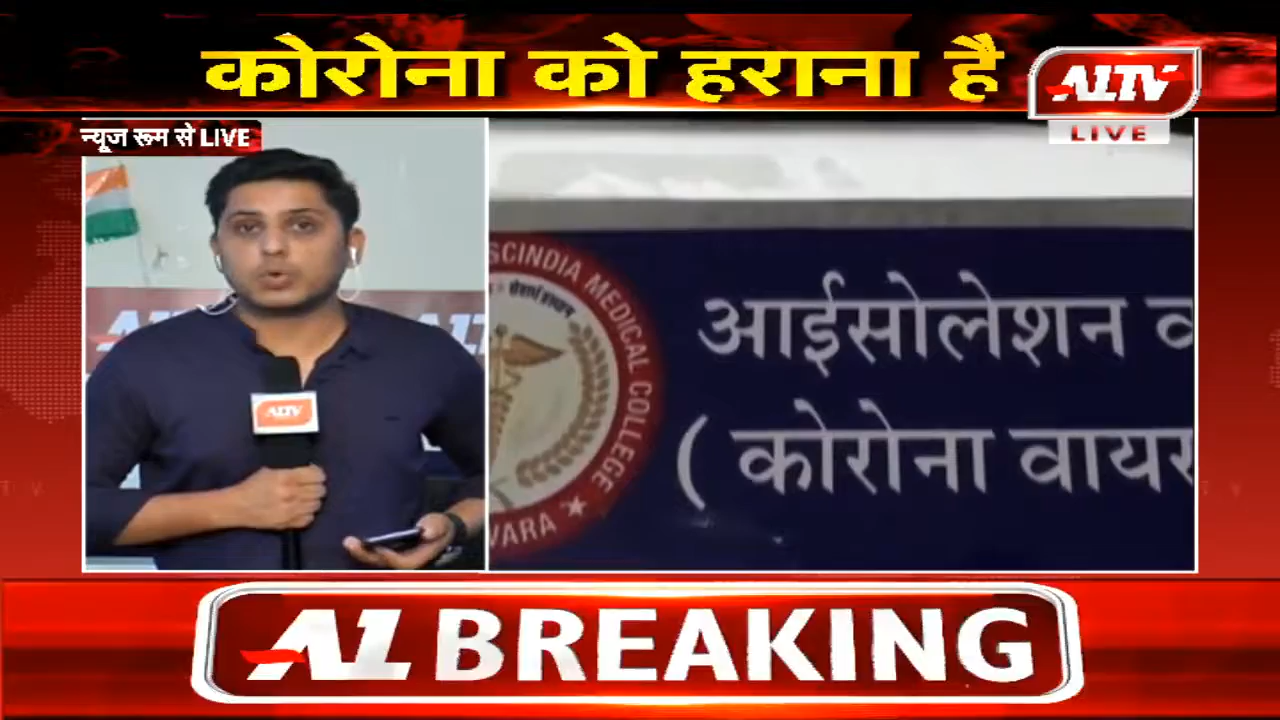 कोरोना को हराना है
A1TV
LIVE
न्यूज रूम से LIVE
SCINDIA MEDICAL COLLEGE
VARA
आईसोलेशन
( कोरोना
A1TV
A1 BREAKING